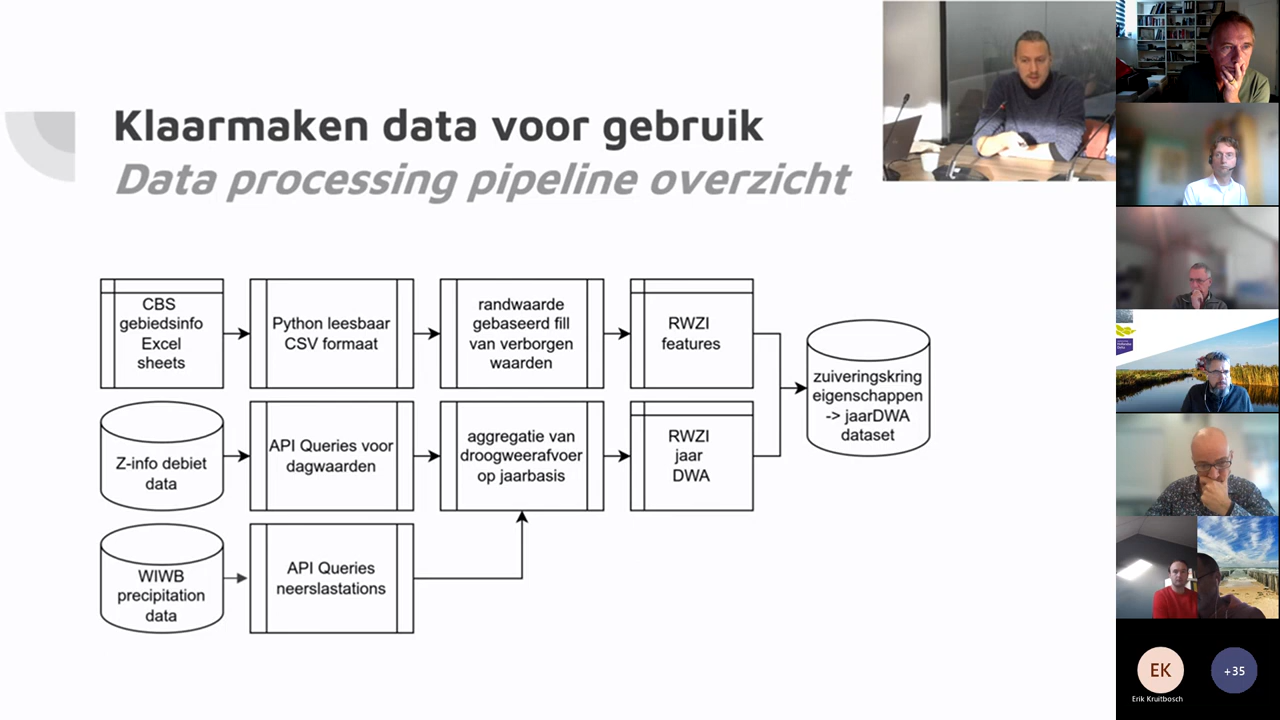 Klaarmaken data voor gebruik
Data processing pipeline overzicht
CBS
gebiedsinfo
Excel
sheets
Python leesbaar
CSV formaat
randwaarde
gebaseerd fill
van verborgen
waarden
RWZI
features
zuiveringskring
eigenschappen
-> jaarDWA
dataset
Z-info debiet
data
API Queries voor
dagwaarden
aggregatie van
droogweerafvoer
op jaarbasis
RWZI
jaar
DWA
WIWB
precipitation
data
API Queries
neerslastations
EK
+35
Erik Kruitbosch